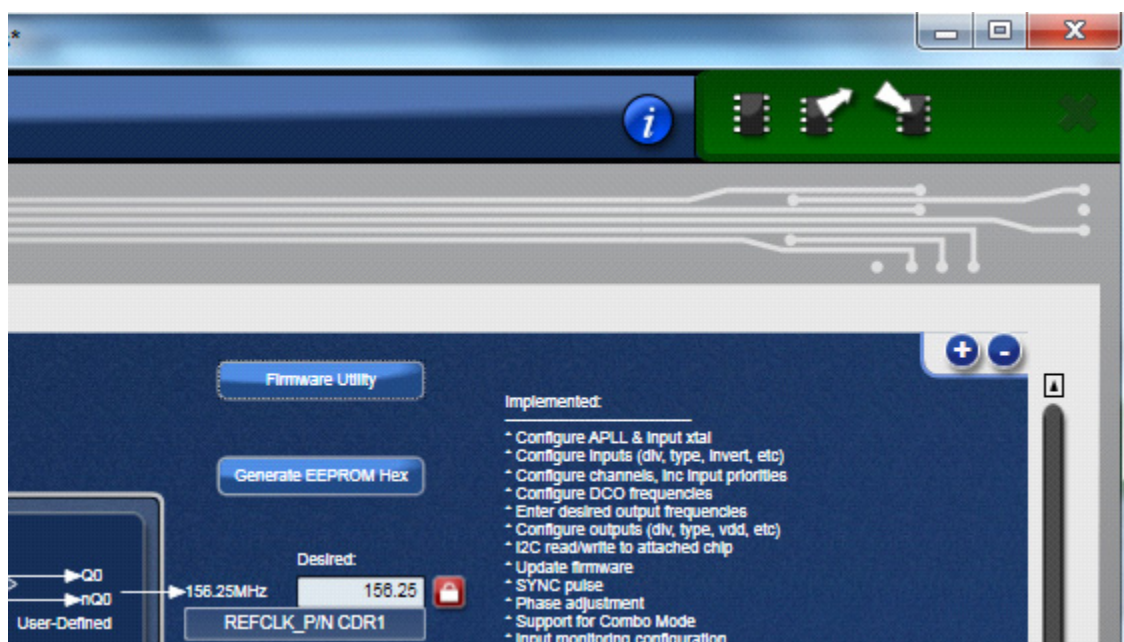 *
i
Firmware Utility
Generate EEPROM Hex
Implemented:
* Configure APLL & Input xtal
* Configure Inputs (div, type, Invert, etc)
* Configure channels, Inc Input priorities
* Configure DCO frequencies
* Enter desired output frequencies
* Configure outputs (div, type, vdd, etc)
* I2C read/write to attached chip
* Update firmware
* SYNC pulse
* Phase adjustment
* Support for Combo Mode
* Input monitoring configuration
Desired:
Q0
nQ0
User-Defined
156.25MHz
156.25
REFCLK_P/N CDR1